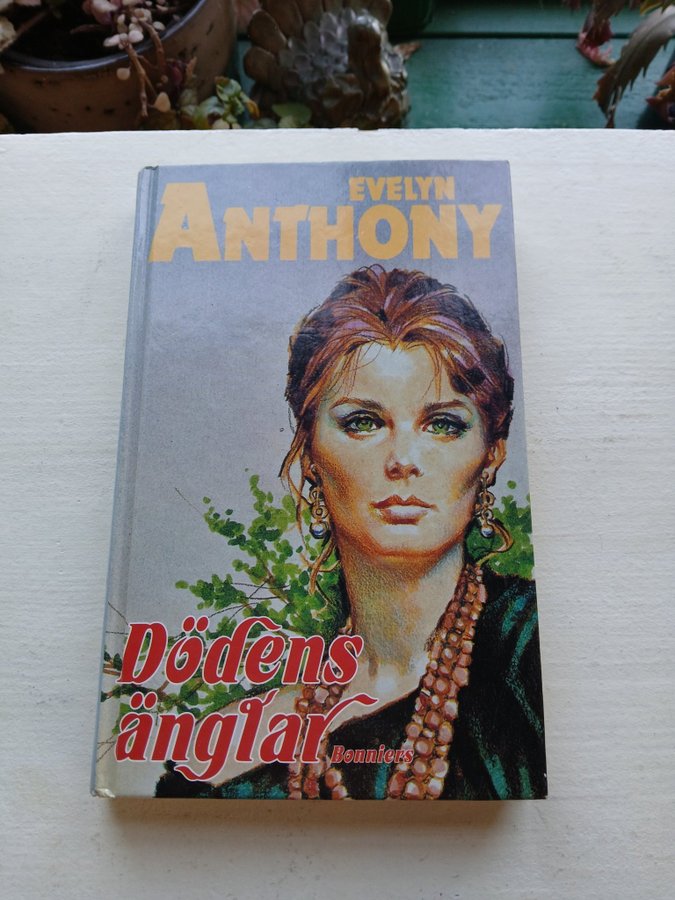 EVELYN
ANTHONY
Dödens
änglar
Bonniers